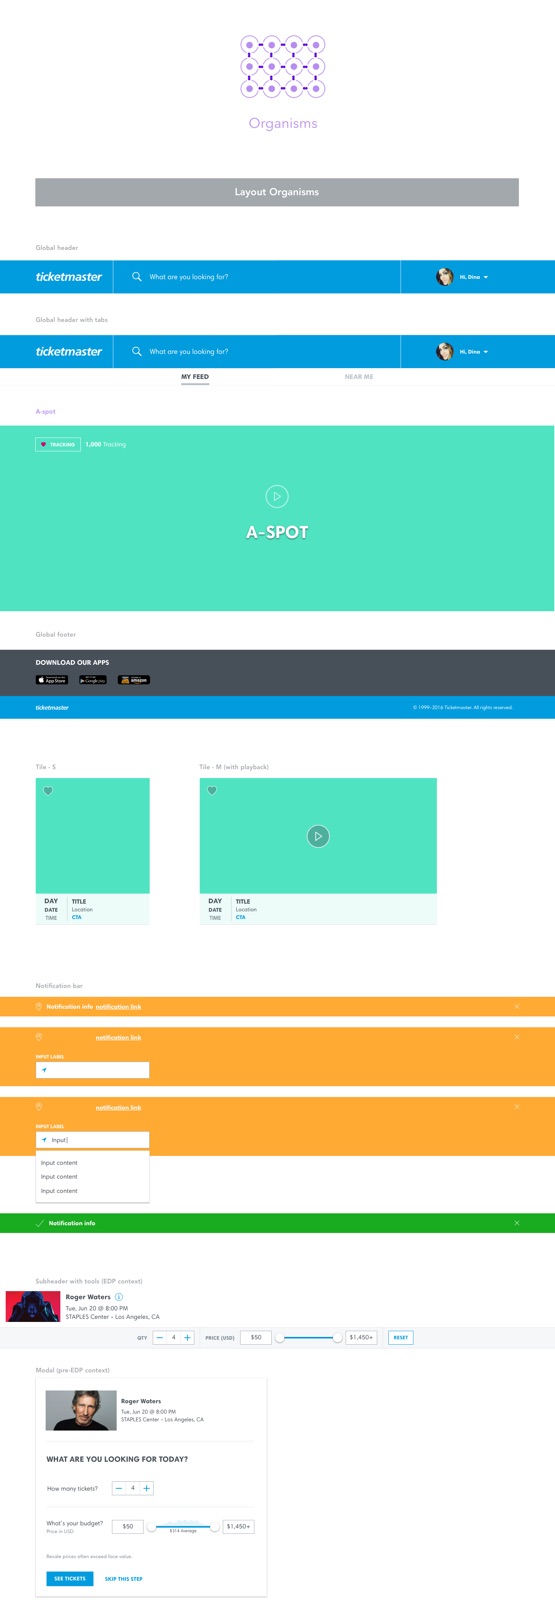 Organisms
Layout Organisms
Global header
ticketmaster
What are you looking for?
Hi, Dino
Global header with tabs
ticketmaster
What are you looking for?
Hi, Dino
MY FEED
NEAR ME
A-spot
TRACKING
1,000 Tracking
A-SPOT
Global footer
DOWNLOAD OUR APPS
App Store
Google play
amazon
ticketmaster
© 1999-2016 Ticketmaster. All rights reserved.
Tile - S
Tile - M (with playback)
DAY
DATE
TIME
TITLE
Location
CTA
DAY
DATE
TIME
TITLE
Location
CTA
Notification bar
Notification info notification link
notification link
INPUT LABEL
notification link
INPUT LABEL
Input
Input content
Input content
Input content
Notification info
Subheader with tools (EDP context)
Roger Waters
Tue, Jun 20 @ 8:00 PM
STAPLES Center - Los Angeles, CA
QTY
4
PRICE (USD)
$50
$1,450+
RESET
Modal (pre-EDP context)
Roger Waters
Tue, Jun 20 @ 8:00 PM
STAPLES Center - Los Angeles, CA
WHAT ARE YOU LOOKING FOR TODAY?
How many tickets?
4
What's your budget?
Price in USD
$50
$314 Average
$1,450+
Resale prices often exceed face value.
SEE TICKETS
SKIP THIS STEP